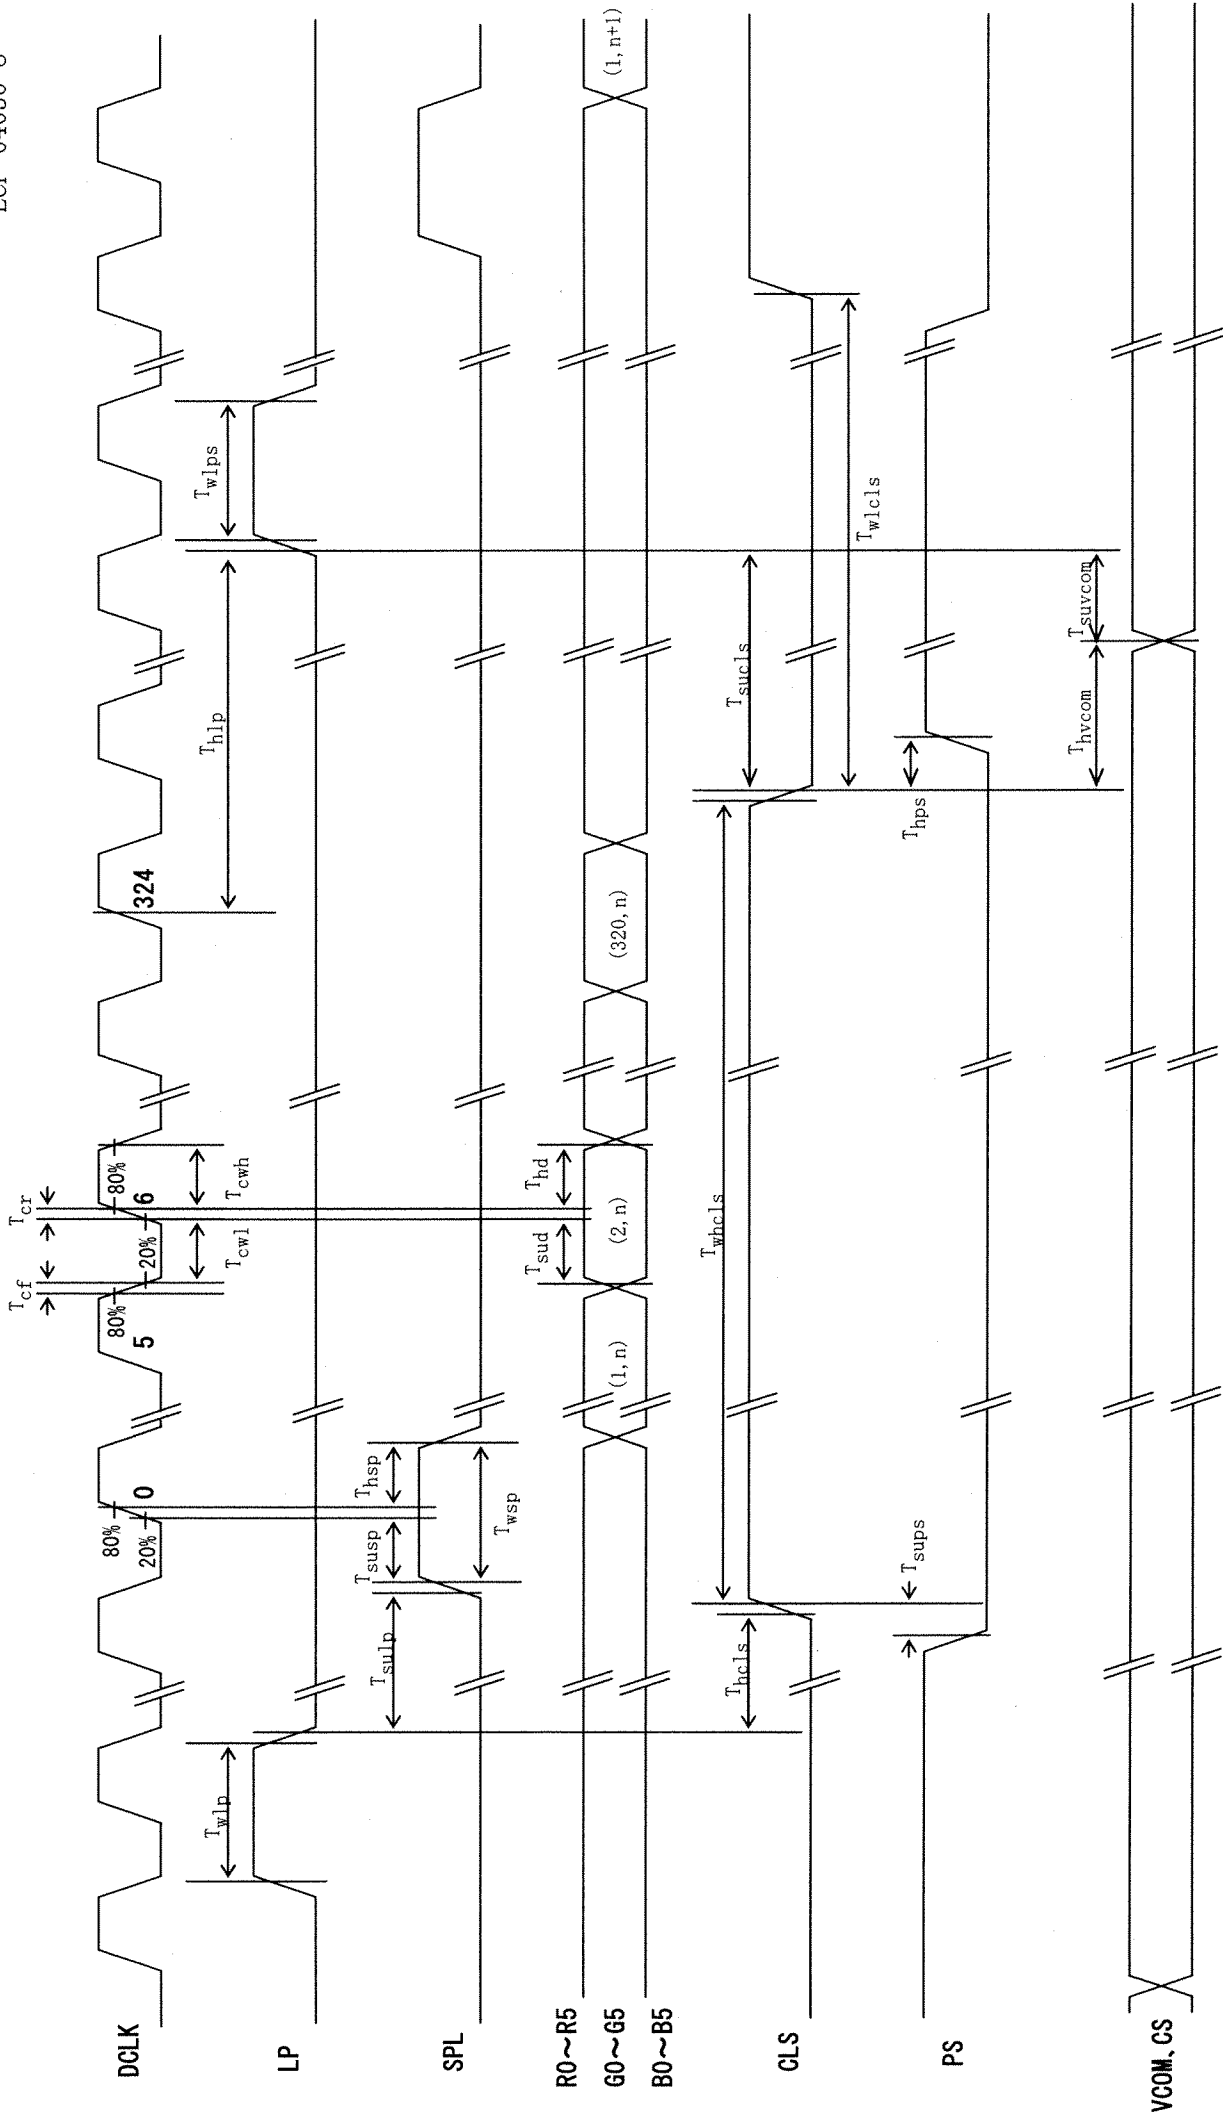 DCLK
LP
SPL
R0～R5
G0～G5
B0～B5
CLS
PS
VCOM、CS
Tcf
Tcr
80%
20%
0
5
80%
20%
6
80%
324
Tcwl
Tcwh
Twlp
Thlp
Twlps
Tsulp
Tsusp
Thsp
Twsp
Tsud
Thd
(1, n)
(2, n)
(320, n)
(1, n+1)
Thcls
Twhcls
Tsucls
Twlcls
Tsups
Thps
Thvcom
Tsuvcom